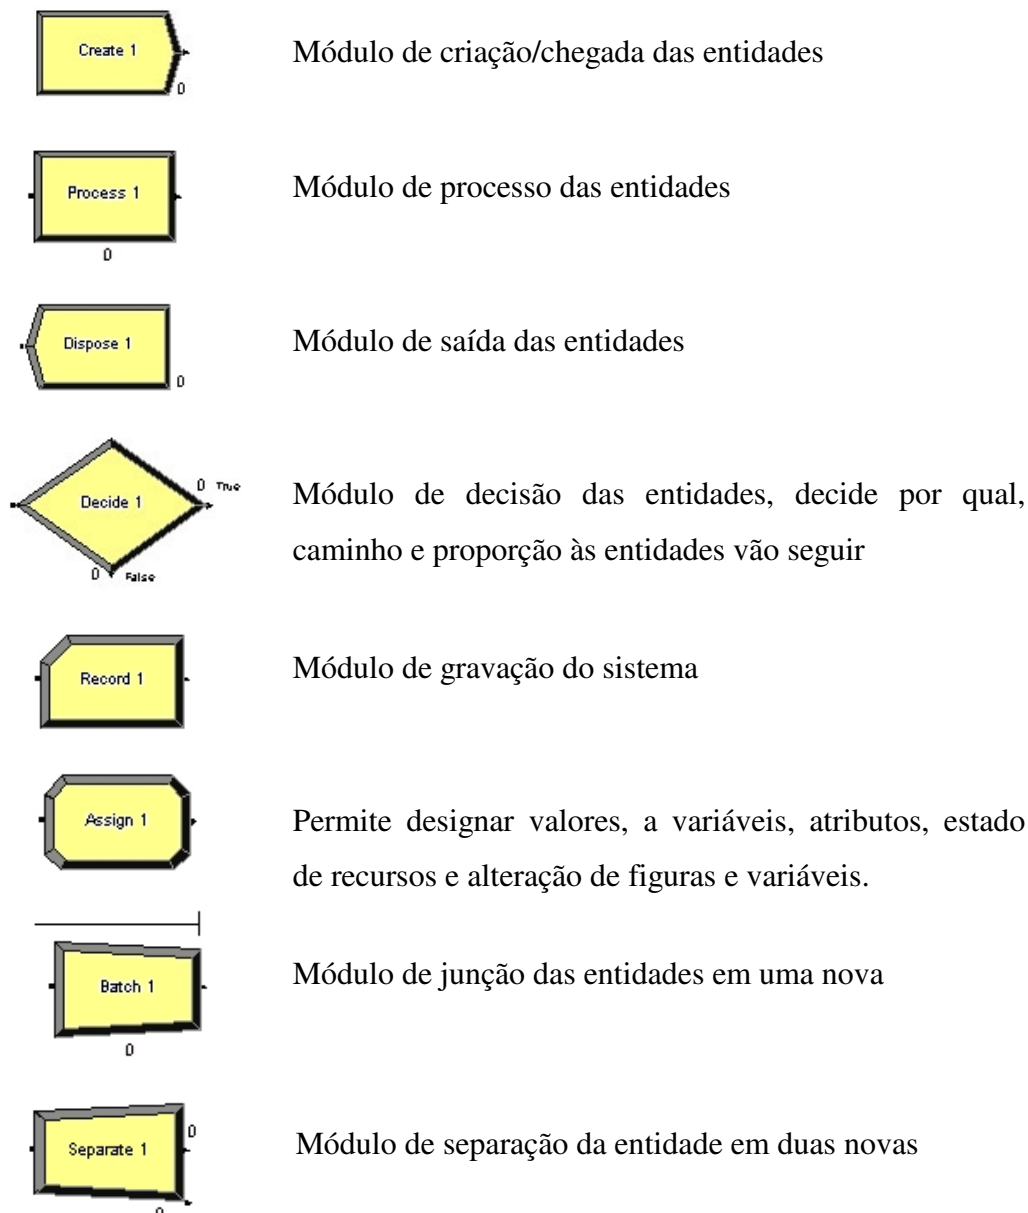 Create 1
Módulo de criação/chegada das entidades
0
Process 1
Módulo de processo das entidades
0
Dispose 1
Módulo de saída das entidades
0
0 True
Decide 1
Módulo de decisão das entidades, decide por qual,
caminho e proporção às entidades vão seguir
0 False
Record 1
Módulo de gravação do sistema
Assign 1
Permite designar valores, a variáveis, atributos, estado
de recursos e alteração de figuras e variáveis.
Batch 1
Módulo de junção das entidades em uma nova
0
0
Separate 1
Módulo de separação da entidade em duas novas
0